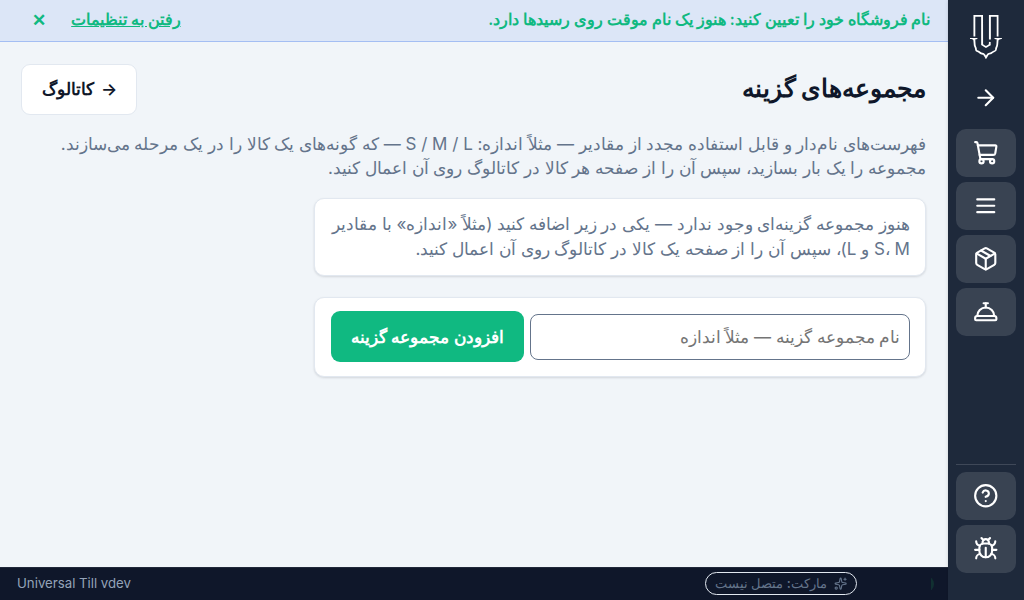 نام فروشگاه خود را تعیین کنید: هنوز یک نام موقت روی رسیدها دارد.
رفتن به تنظیمات ✕
مجموعه‌های گزینه
→ کاتالوگ
فهرست‌های نام‌دار و قابل استفاده مجدد از مقادیر — مثلاً اندازه: S / M / L — که گونه‌های یک کالا را در یک مرحله می‌سازند.
مجموعه را یک بار بسازید، سپس آن را از صفحه هر کالا در کاتالوگ روی آن اعمال کنید.
هنوز مجموعه گزینه‌ای وجود ندارد — یکی در زیر اضافه کنید (مثلاً «اندازه» با مقادیر
S، M و L)، سپس آن را از صفحه یک کالا در کاتالوگ روی آن اعمال کنید.
نام مجموعه گزینه — مثلاً اندازه
افزودن مجموعه گزینه
مارکت: متصل نیست
Universal Till vdev